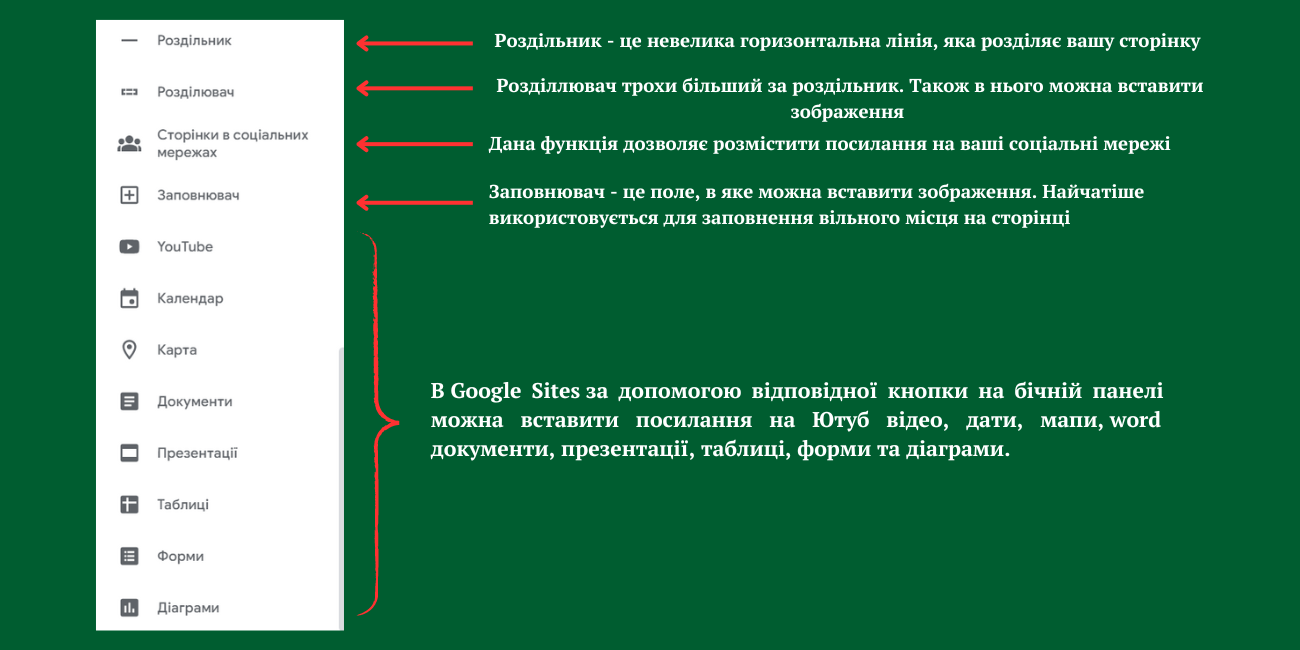 Роздільник
Розділювач
Сторінки в соціальних
мережах
Заповнювач
YouTube
Календар
Карта
Документи
Презентації
Таблиці
Форми
Діаграми
Роздільник - це невелика горизонтальна лінія, яка розділяє вашу сторінку
Розділлювач трохи більший за роздільник. Також в нього можна вставити
зображення
Дана функція дозволяє розмістити посилання на ваші соціальні мережі
Заповнювач - це поле, в яке можна вставити зображення. Найчатіше
використовується для заповнення вільного місця на сторінці
В Google Sites за допомогою відповідної кнопки на бічній панелі
можна вставити посилання на Ютуб відео, дати, мапи, word
документи, презентації, таблиці, форми та діаграми.